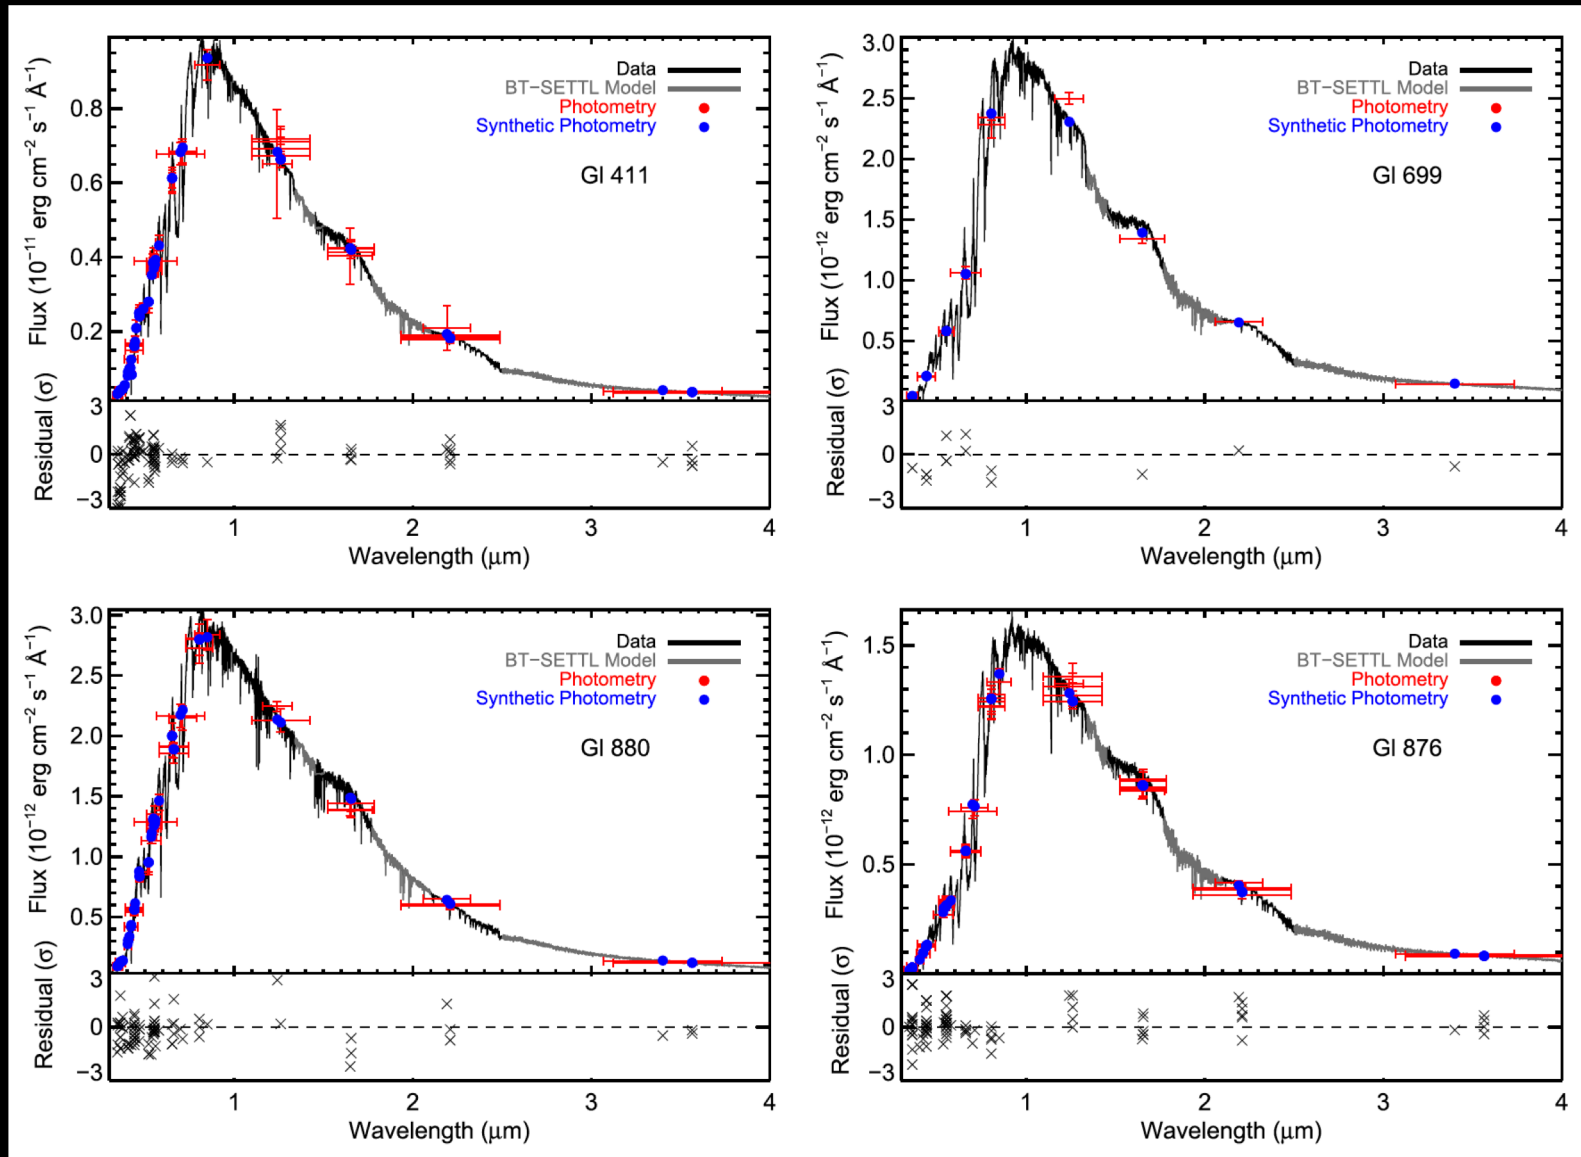 Data
BT−SETTL Model
Photometry
Synthetic Photometry
Gl 411
Flux (10−11 erg cm−2 s−1 Å−1)
0.8
0.6
0.4
0.2
Residual (σ)
3
0
−3
1 2 3 4
Wavelength (μm)
Data
BT−SETTL Model
Photometry
Synthetic Photometry
Gl 699
Flux (10−12 erg cm−2 s−1 Å−1)
3.0
2.5
2.0
1.5
1.0
0.5
Residual (σ)
3
0
−3
1 2 3 4
Wavelength (μm)
Data
BT−SETTL Model
Photometry
Synthetic Photometry
Gl 880
Flux (10−12 erg cm−2 s−1 Å−1)
3.0
2.5
2.0
1.5
1.0
0.5
Residual (σ)
3
0
−3
1 2 3 4
Wavelength (μm)
Data
BT−SETTL Model
Photometry
Synthetic Photometry
Gl 876
Flux (10−12 erg cm−2 s−1 Å−1)
1.5
1.0
0.5
Residual (σ)
3
0
−3
1 2 3 4
Wavelength (μm)